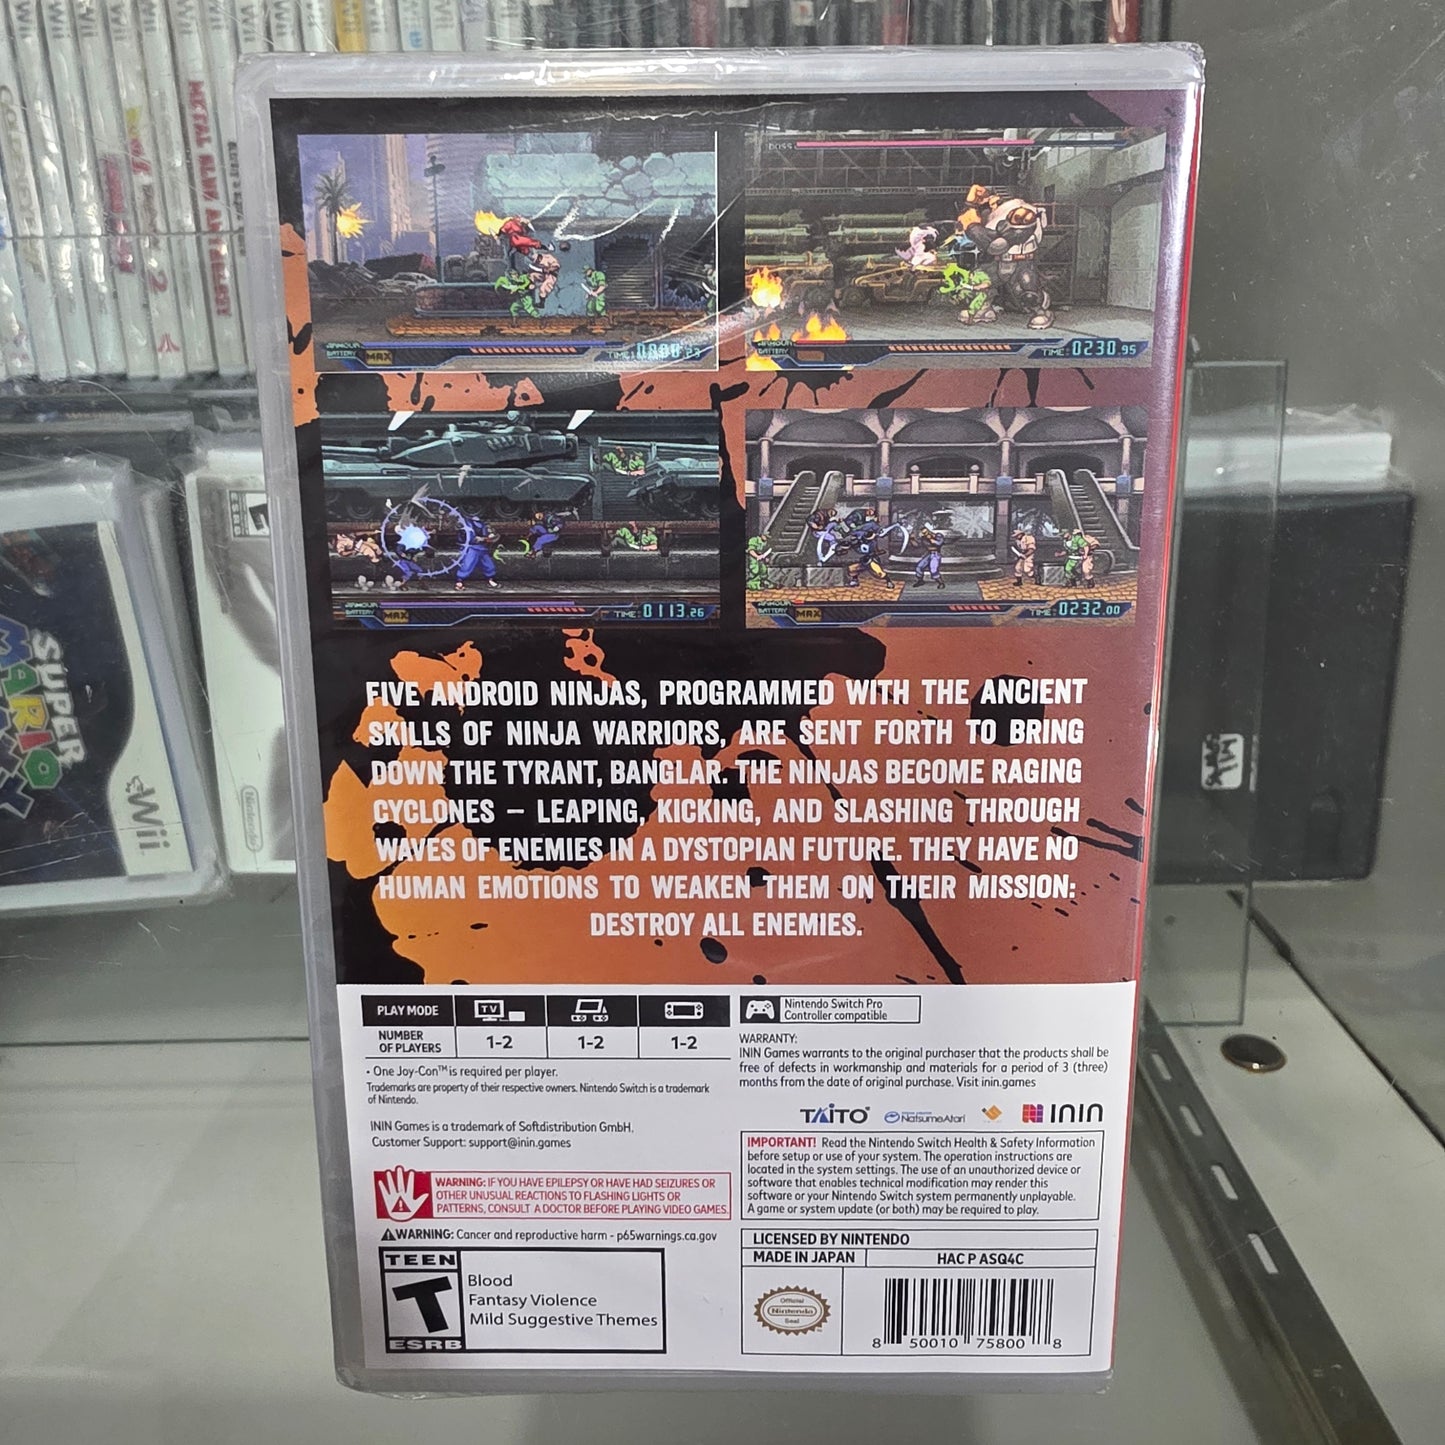 METAL SLUG ANTHOLOGY
SUPER
MARIO
Wii
Nintendo
BOSS
ARMOUR
BATTERY MAX
TIME:
ARMOUR
BATTERY
TIME: 0230.95
ARMOUR
BATTERY MAX
TIME: 0113.26
ARMOUR
BATTERY MAX
TIME: 0232.00
FIVE ANDROID NINJAS, PROGRAMMED WITH THE ANCIENT
SKILLS OF NINJA WARRIORS, ARE SENT FORTH TO BRING
DOWN THE TYRANT, BANGLAR. THE NINJAS BECOME RAGING
CYCLONES – LEAPING, KICKING, AND SLASHING THROUGH
WAVES OF ENEMIES IN A DYSTOPIAN FUTURE. THEY HAVE NO
HUMAN EMOTIONS TO WEAKEN THEM ON THEIR MISSION:
DESTROY ALL ENEMIES.
PLAY MODE TV
NUMBER
OF PLAYERS 1-2 1-2 1-2
• One Joy-Con™ is required per player.
Trademarks are property of their respective owners. Nintendo Switch is a trademark
of Nintendo.
ININ Games is a trademark of Softdistribution GmbH.
Customer Support: support@inin.games
WARNING: IF YOU HAVE EPILEPSY OR HAVE HAD SEIZURES OR
OTHER UNUSUAL REACTIONS TO FLASHING LIGHTS OR
PATTERNS, CONSULT A DOCTOR BEFORE PLAYING VIDEO GAMES.
WARNING: Cancer and reproductive harm - p65warnings.ca.gov
TEEN
T
ESRB
Blood
Fantasy Violence
Mild Suggestive Themes
Nintendo Switch Pro
Controller compatible
WARRANTY:
ININ Games warrants to the original purchaser that the products shall be
free of defects in workmanship and materials for a period of 3 (three)
months from the date of original purchase. Visit inin.games
TAITO NatsumeAtari ININ
IMPORTANT! Read the Nintendo Switch Health & Safety Information
before setup or use of your system. The operation instructions are
located in the system settings. The use of an unauthorized device or
software that enables technical modification may render this
software or your Nintendo Switch system permanently unplayable.
A game or system update (or both) may be required to play.
LICENSED BY NINTENDO
MADE IN JAPAN HAC P ASQ4C
Official
Nintendo
Seal
8 50010 75800 8